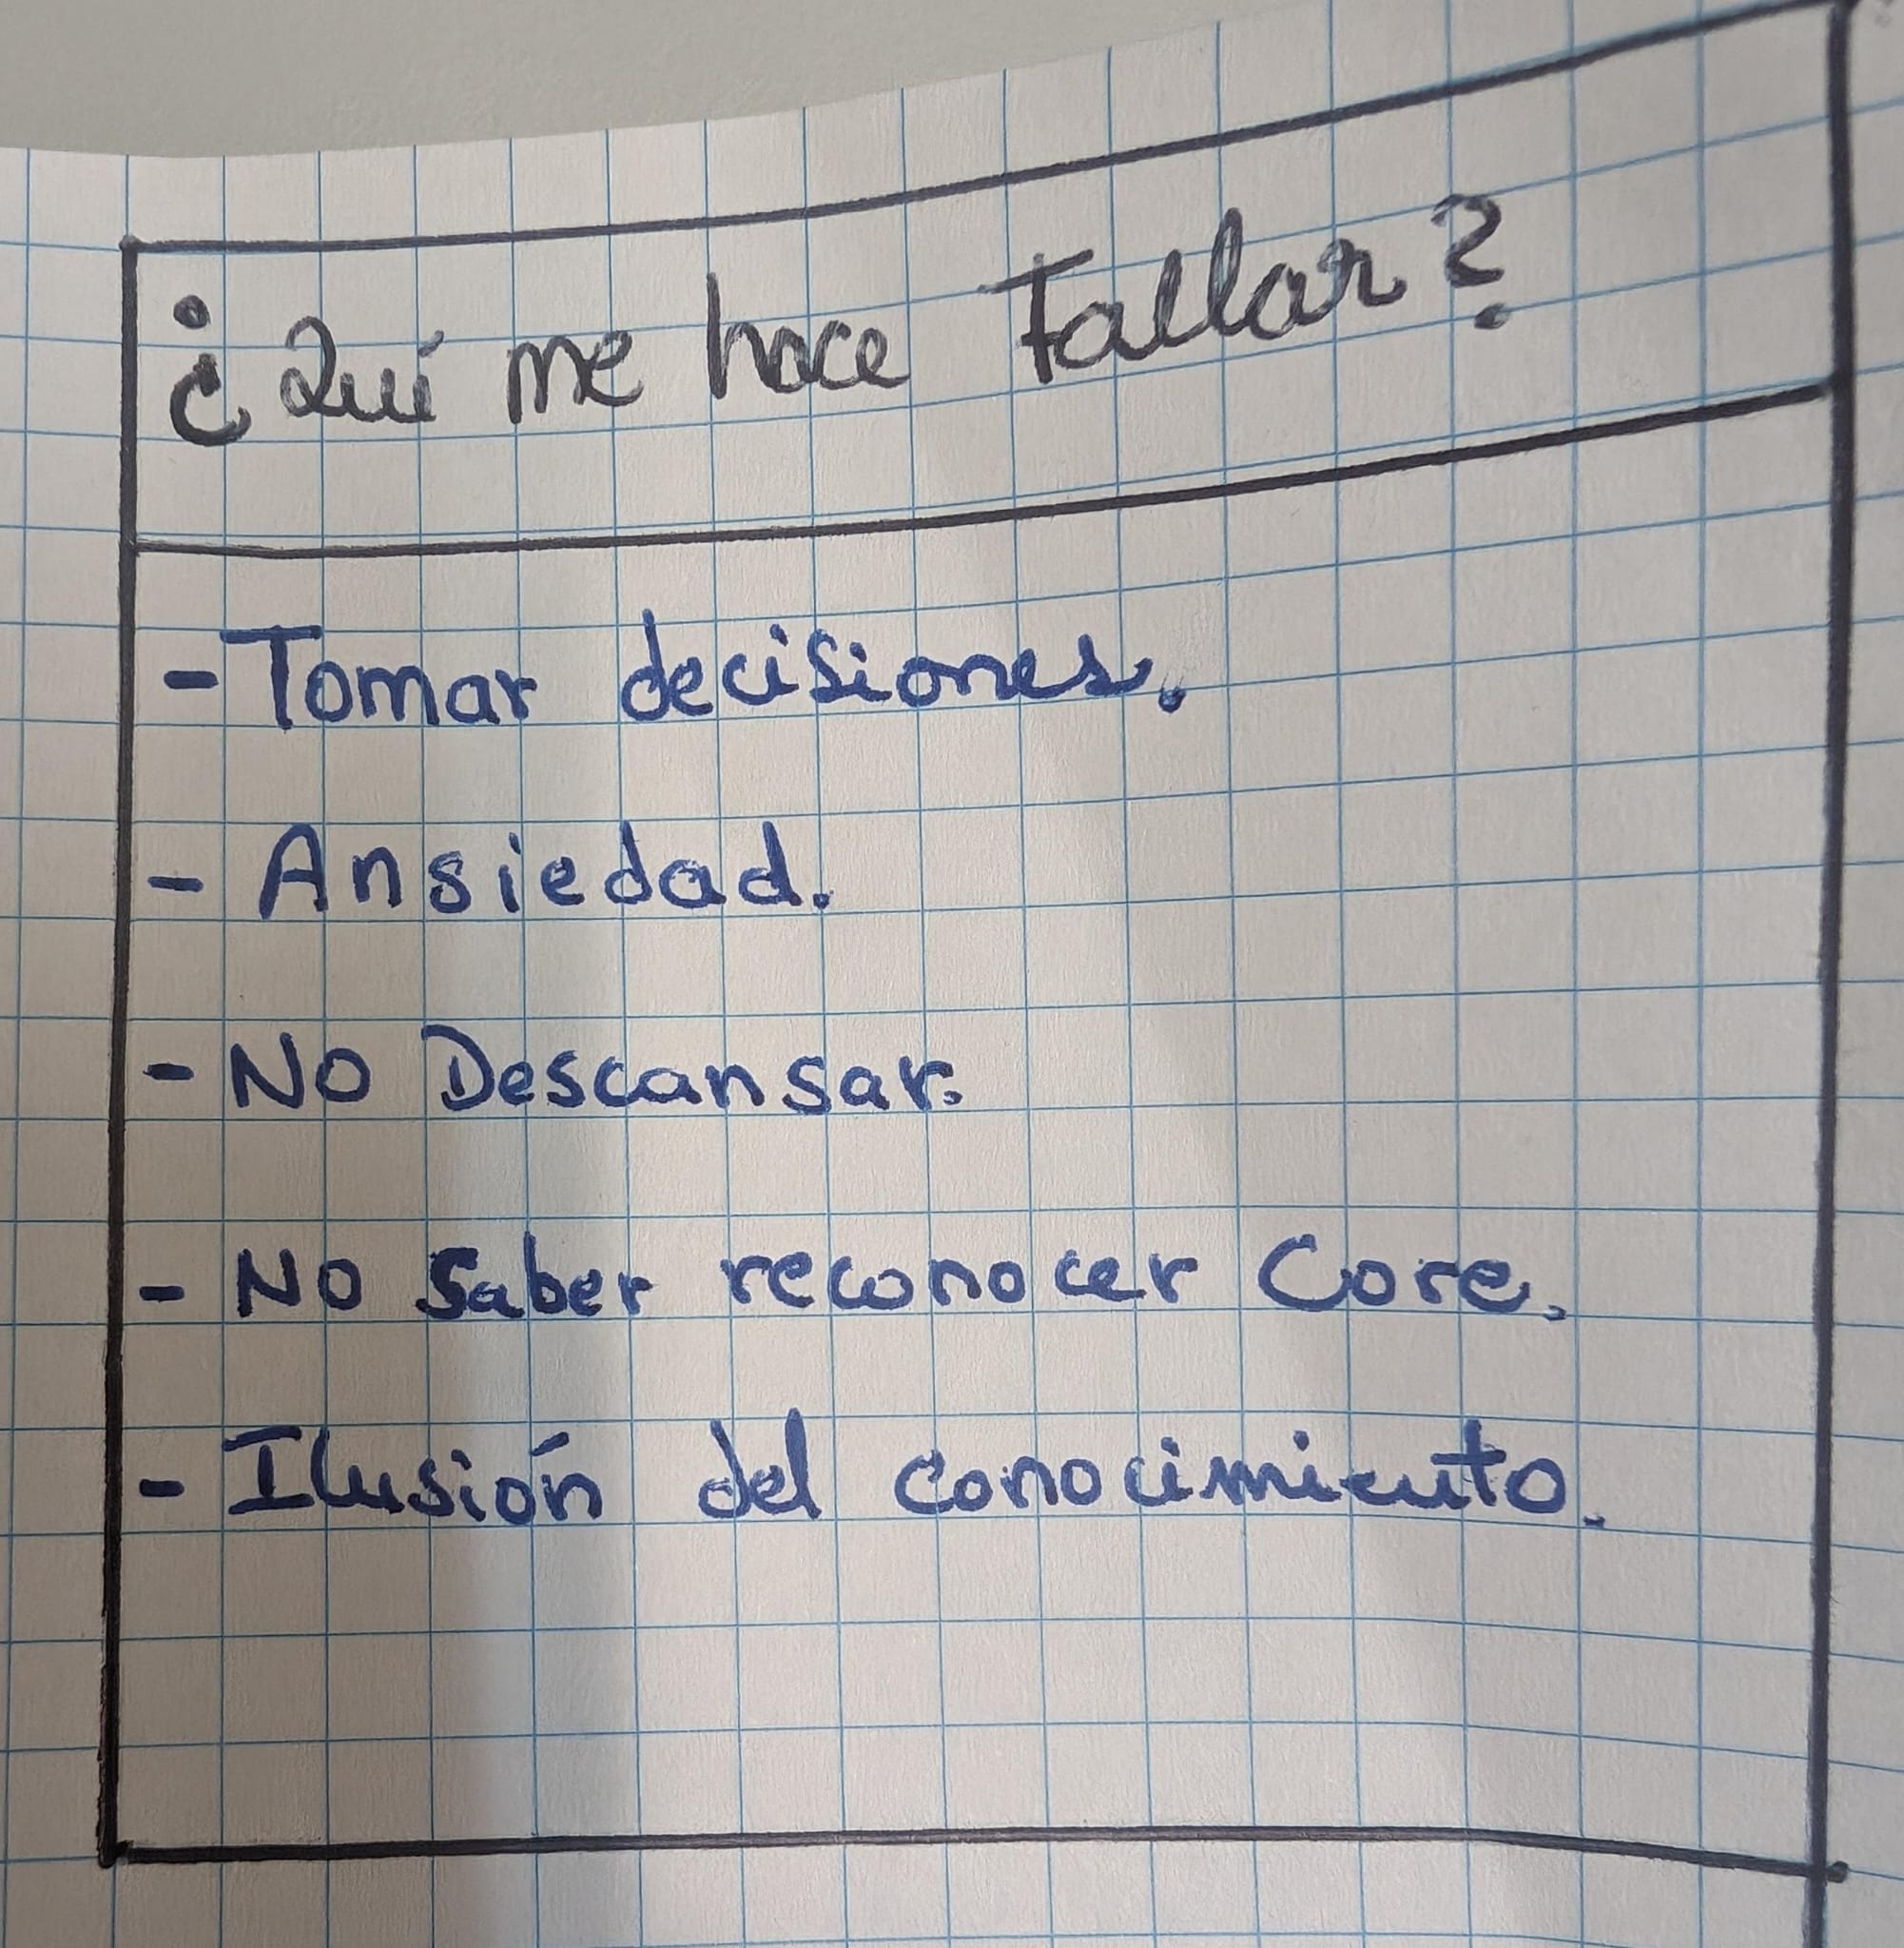 ¿Qué me hace Fallar?
- Tomar decisiones.
- Ansiedad.
- No Descansar.
- No Saber reconocer Core.
- Ilusión del conocimiento.